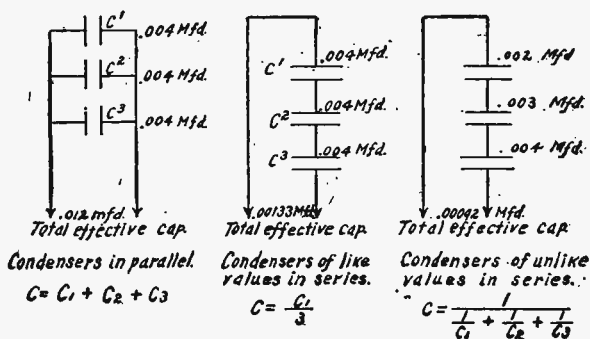 C¹ .004 Mfd.
C² .004 Mfd.
C³ .004 Mfd.
.012 mfd.
Total effective cap.
Condensers in parallel.
C = C₁ + C₂ + C₃
.004 Mfd.
C¹
.004 Mfd.
C²
.004 Mfd.
C³
.00133 Mfd.
Total effective cap.
Condensers of like
values in series.
C = C₁/3
.002 Mfd
.003 Mfd
.004 Mfd
.00092 Mfd.
Total effective cap.
Condensers of unlike
values in series.
C = 1/(1/C₁ + 1/C₂ + 1/C₃)